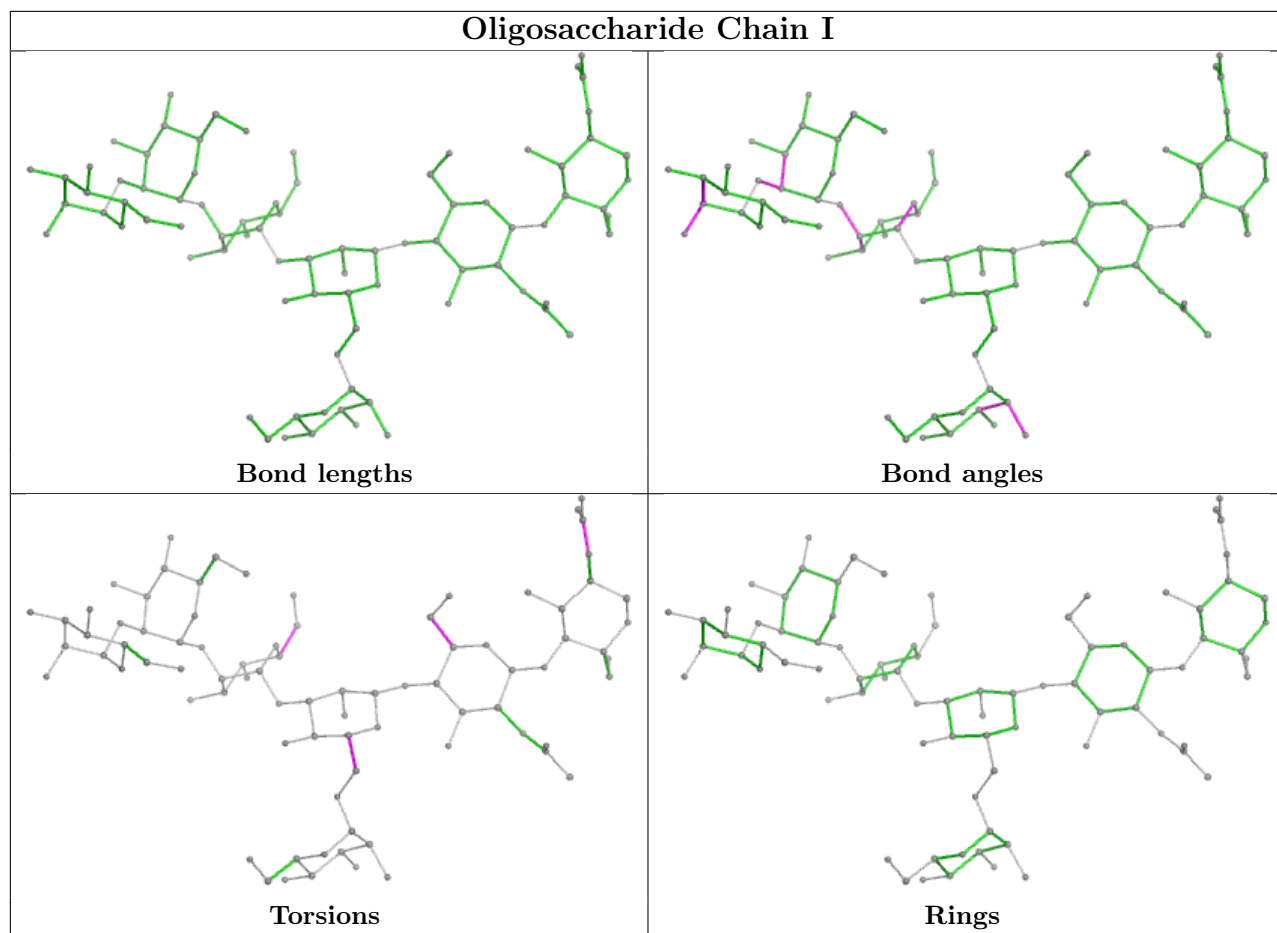 Oligosaccharide Chain I
Bond lengths
Bond angles
Torsions
Rings